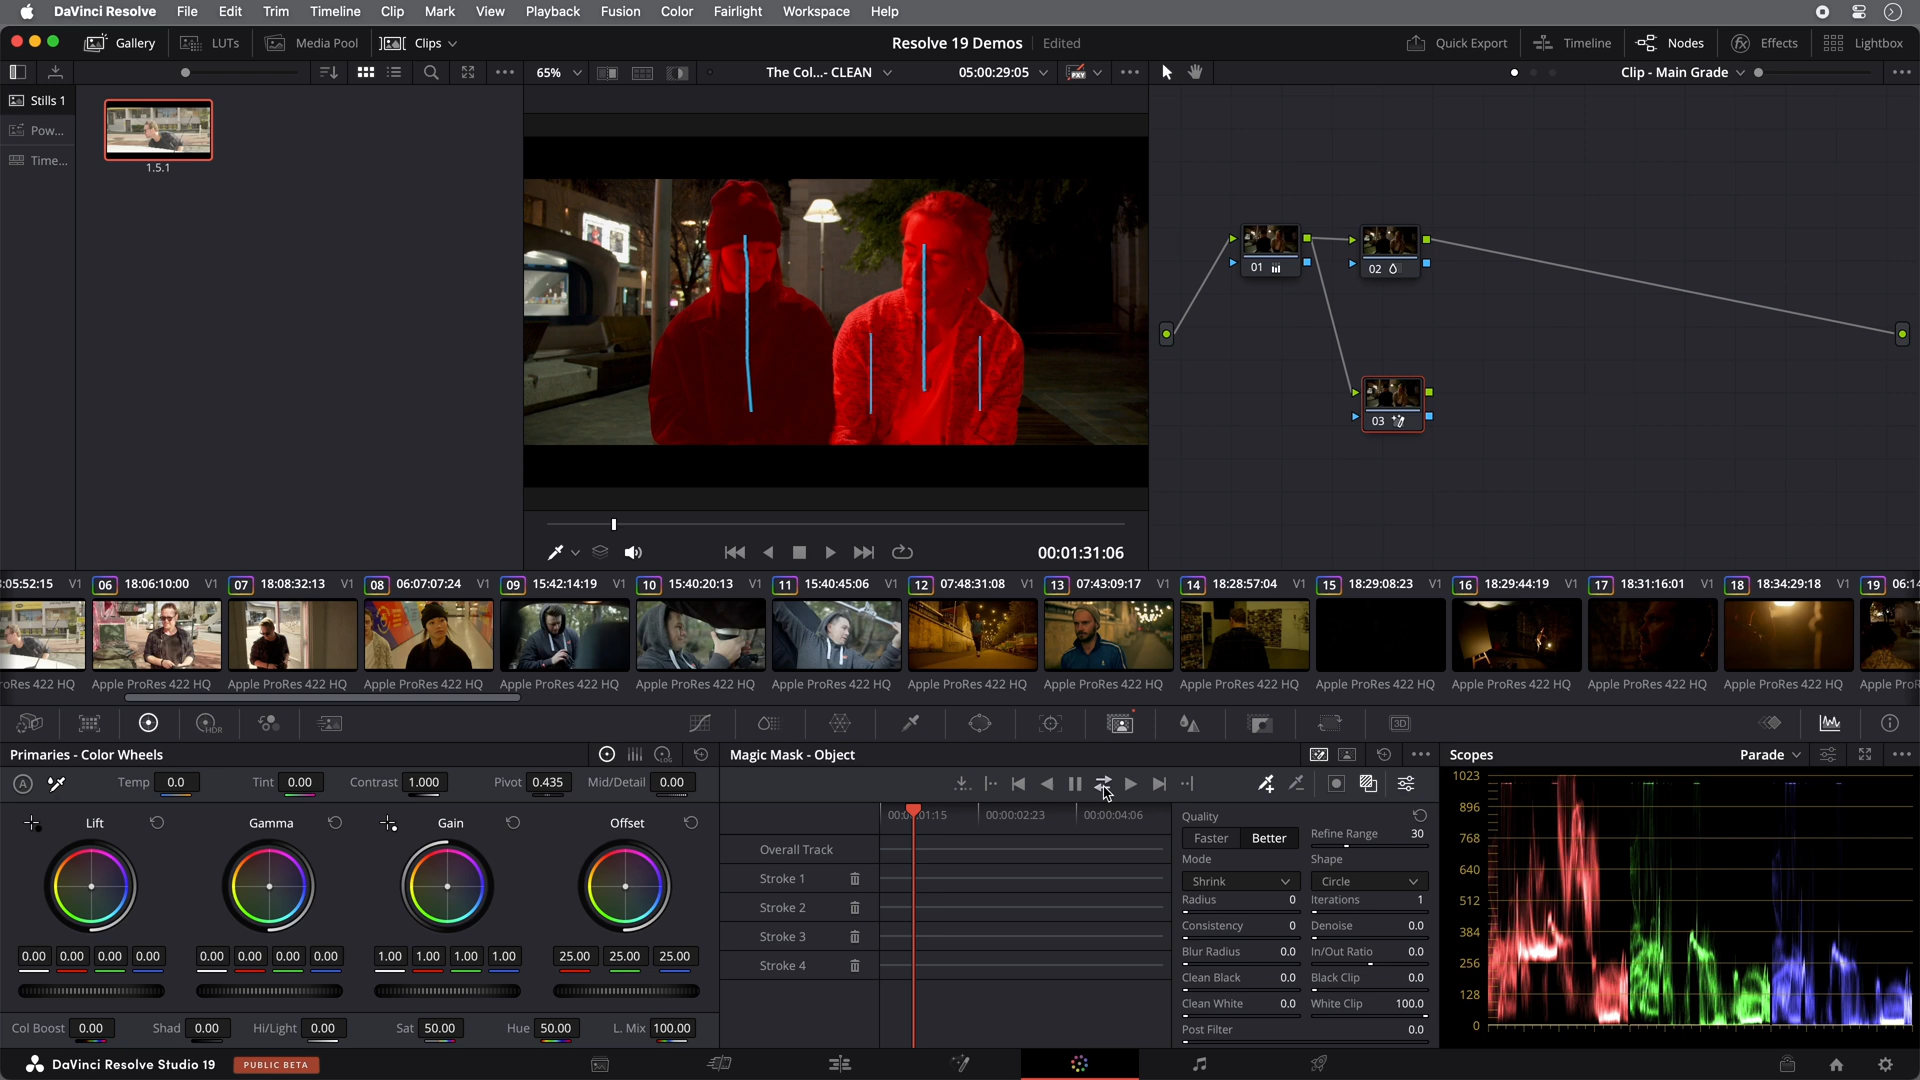 DaVinci Resolve File Edit Trim Timeline Clip Mark View Playback Fusion Color Fairlight Workspace Help
Gallery LUTs Media Pool Clips Resolve 19 Demos Edited Quick Export Timeline Nodes Effects Lightbox
65% The Col...- CLEAN 05:00:29:05 Clip - Main Grade
Stills 1
Pow...
Time...
1.5.1
01
02
03
00:01:31:06
:05:52:15 V1 06 18:06:10:00 V1 07 18:08:32:13 V1 08 06:07:07:24 V1 09 15:42:14:19 V1 10 15:40:20:13 V1 11 15:40:45:06 V1 12 07:48:31:08 V1 13 07:43:09:17 V1 14 18:28:57:04 V1 15 18:29:08:23 V1 16 18:29:44:19 V1 17 18:31:16:01 V1 18 18:34:29:18 V1 19 06:1
oRes 422 HQ Apple ProRes 422 HQ Apple ProRes 422 HQ Apple ProRes 422 HQ Apple ProRes 422 HQ Apple ProRes 422 HQ Apple ProRes 422 HQ Apple ProRes 422 HQ Apple ProRes 422 HQ Apple ProRes 422 HQ Apple ProRes 422 HQ Apple ProRes 422 HQ Apple ProRes 422 HQ Apple ProRes 422 HQ Apple Pro
HDR 3D
Primaries - Color Wheels LOG
A Temp 0.0 Tint 0.00 Contrast 1.000 Pivot 0.435 Mid/Detail 0.00
Lift Gamma Gain Offset
0.00 0.00 0.00 0.00 0.00 0.00 0.00 0.00 1.00 1.00 1.00 1.00 25.00 25.00 25.00
Col Boost 0.00 Shad 0.00 Hi/Light 0.00 Sat 50.00 Hue 50.00 L. Mix 100.00
Magic Mask - Object
01:15 00:00:02:23 00:00:04:06
Overall Track
Stroke 1
Stroke 2
Stroke 3
Stroke 4
Quality
Faster Better Refine Range 30
Mode Shape
Shrink Circle
Radius 0 Iterations 1
Consistency 0 Denoise 0.0
Blur Radius 0.0 In/Out Ratio 0.0
Clean Black 0.0 Black Clip 0.0
Clean White 0.0 White Clip 100.0
Post Filter 0.0
Scopes Parade
1023
896
768
640
512
384
256
128
0
DaVinci Resolve Studio 19 PUBLIC BETA